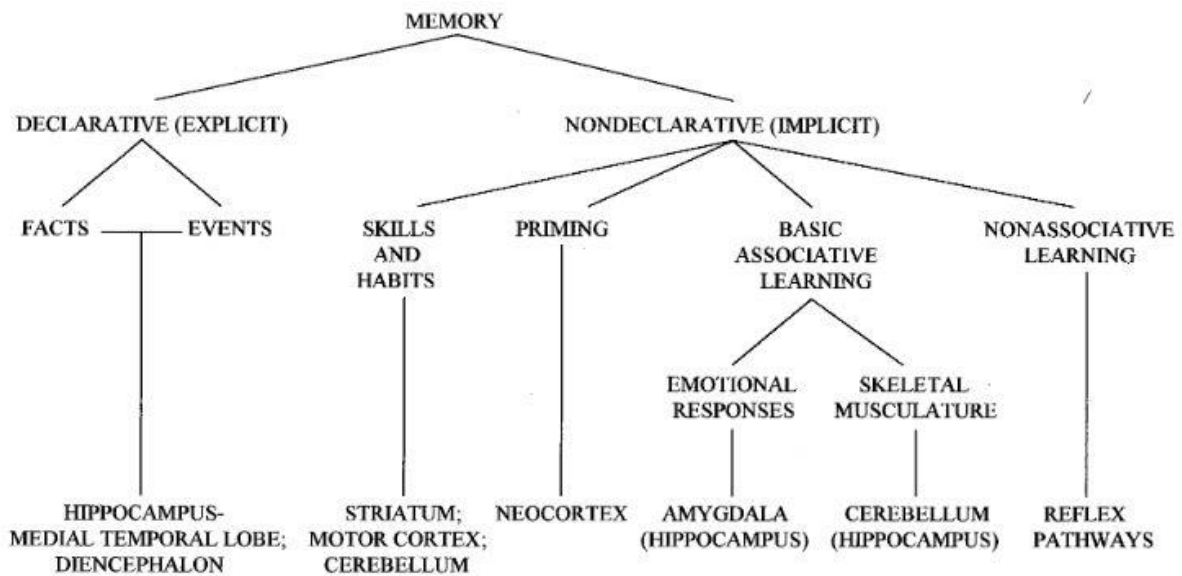 MEMORY
DECLARATIVE (EXPLICIT)
NONDECLARATIVE (IMPLICIT)
FACTS
EVENTS
SKILLS
AND
HABITS
PRIMING
BASIC
ASSOCIATIVE
LEARNING
NONASSOCIATIVE
LEARNING
EMOTIONAL
RESPONSES
SKELETAL
MUSCULATURE
HIPPOCAMPUS-
MEDIAL TEMPORAL LOBE;
DIENCEPHALON
STRIATUM;
MOTOR CORTEX;
CEREBELLUM
NEOCORTEX
AMYGDALA
(HIPPOCAMPUS)
CEREBELLUM
(HIPPOCAMPUS)
REFLEX
PATHWAYS